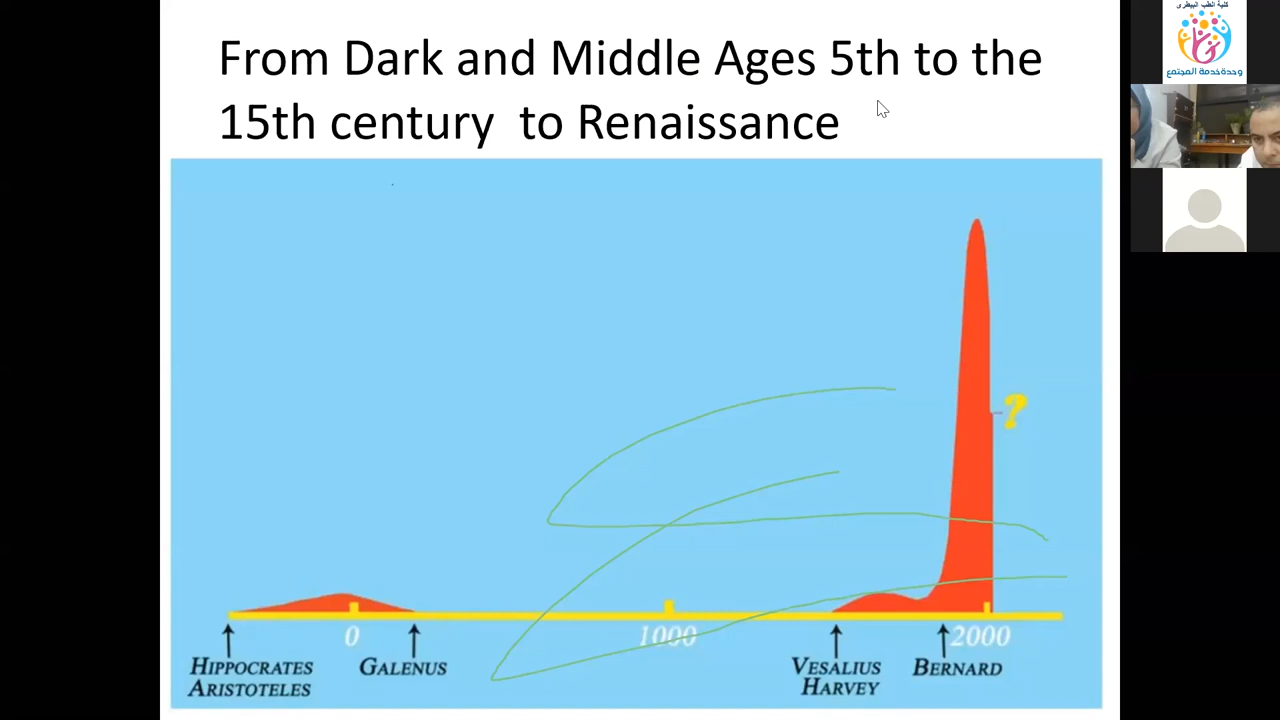 From Dark and Middle Ages 5th to the
15th century to Renaissance
كلية الطب البيطرى
وحدة خدمة المجتمع
?
0
1000
2000
HIPPOCRATES
ARISTOTELES
GALENUS
VESALIUS
HARVEY
BERNARD